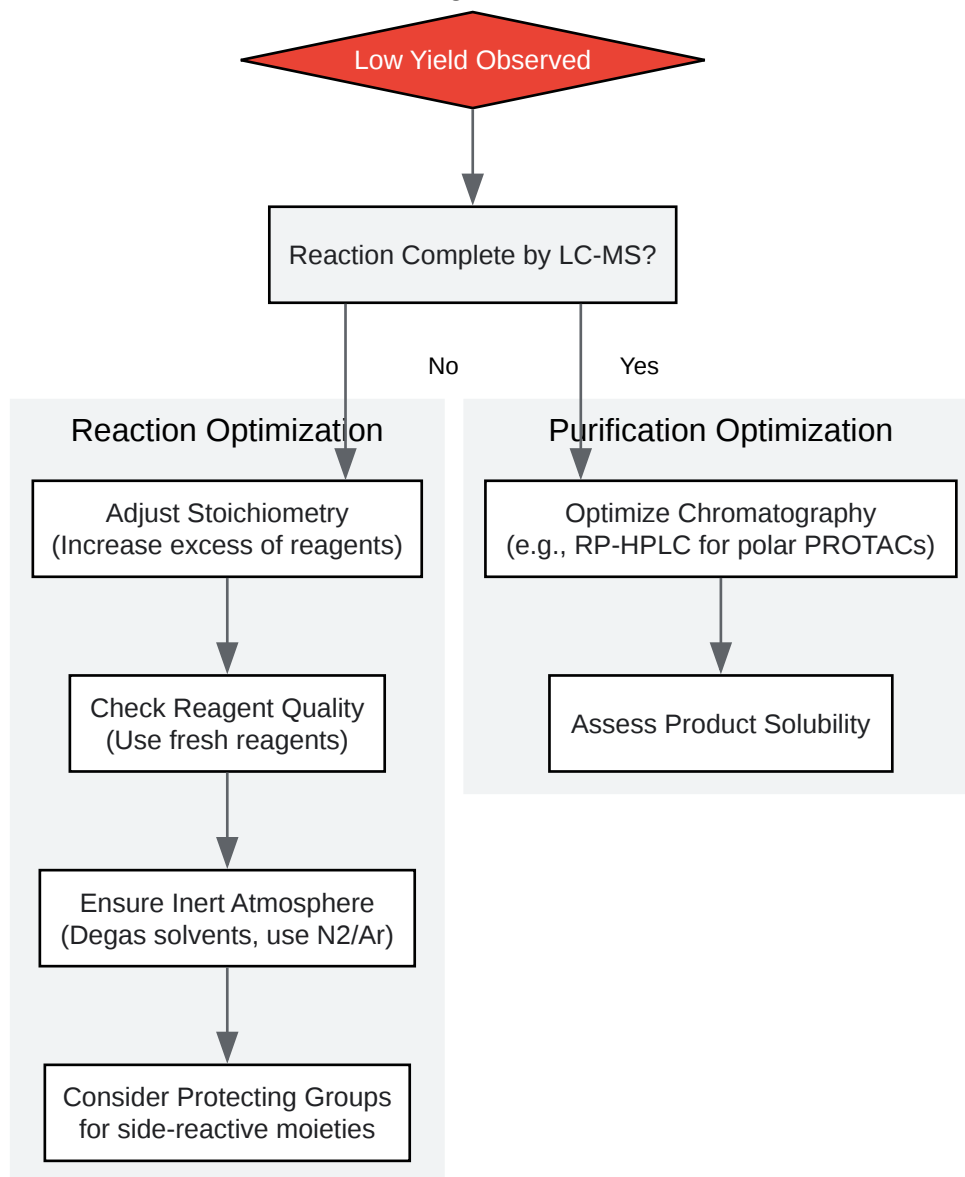 Low Yield Observed
Reaction Complete by LC-MS?
No
Yes
Reaction Optimization
Adjust Stoichiometry
(Increase excess of reagents)
Check Reagent Quality
(Use fresh reagents)
Ensure Inert Atmosphere
(Degas solvents, use N2/Ar)
Consider Protecting Groups
for side-reactive moieties
Purification Optimization
Optimize Chromatography
(e.g., RP-HPLC for polar PROTACs)
Assess Product Solubility